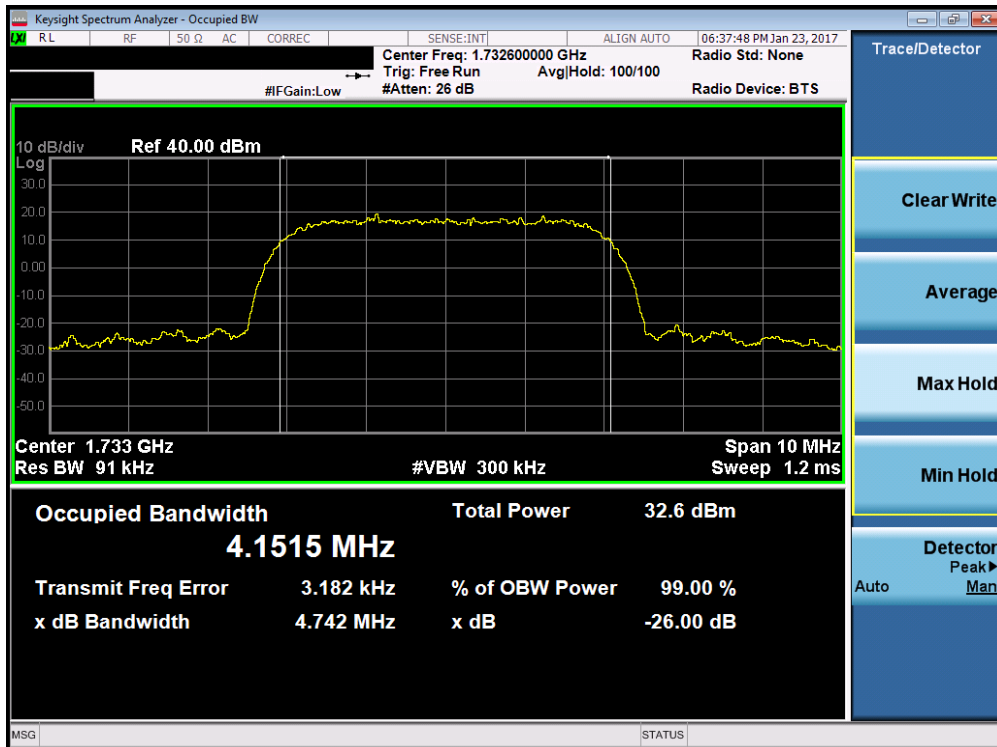 Keysight Spectrum Analyzer - Occupied BW
LXI RL RF 50 Ω AC CORREC SENSE:INT ALIGN AUTO 06:37:48 PM Jan 23, 2017
Center Freq: 1.732600000 GHz Radio Std: None
Trig: Free Run Avg|Hold: 100/100
#IFGain:Low #Atten: 26 dB Radio Device: BTS
10 dB/div Ref 40.00 dBm
Log
30.0
20.0
10.0
0.00
-10.0
-20.0
-30.0
-40.0
-50.0
Center 1.733 GHz Span 10 MHz
Res BW 91 kHz #VBW 300 kHz Sweep 1.2 ms
Occupied Bandwidth Total Power 32.6 dBm
4.1515 MHz
Transmit Freq Error 3.182 kHz % of OBW Power 99.00 %
x dB Bandwidth 4.742 MHz x dB -26.00 dB
MSG STATUS
Trace/Detector
Clear Write
Average
Max Hold
Min Hold
Detector
Peak▶
Auto Man